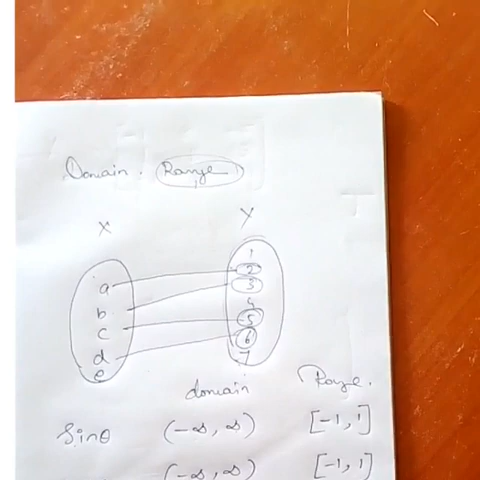 Domain. Range
X Y
1
a 2
3
b 4
c 5
d 6
e 7
domain Range.
Sinθ (-∞, ∞) [-1, 1]
(-∞, ∞) [-1, 1]